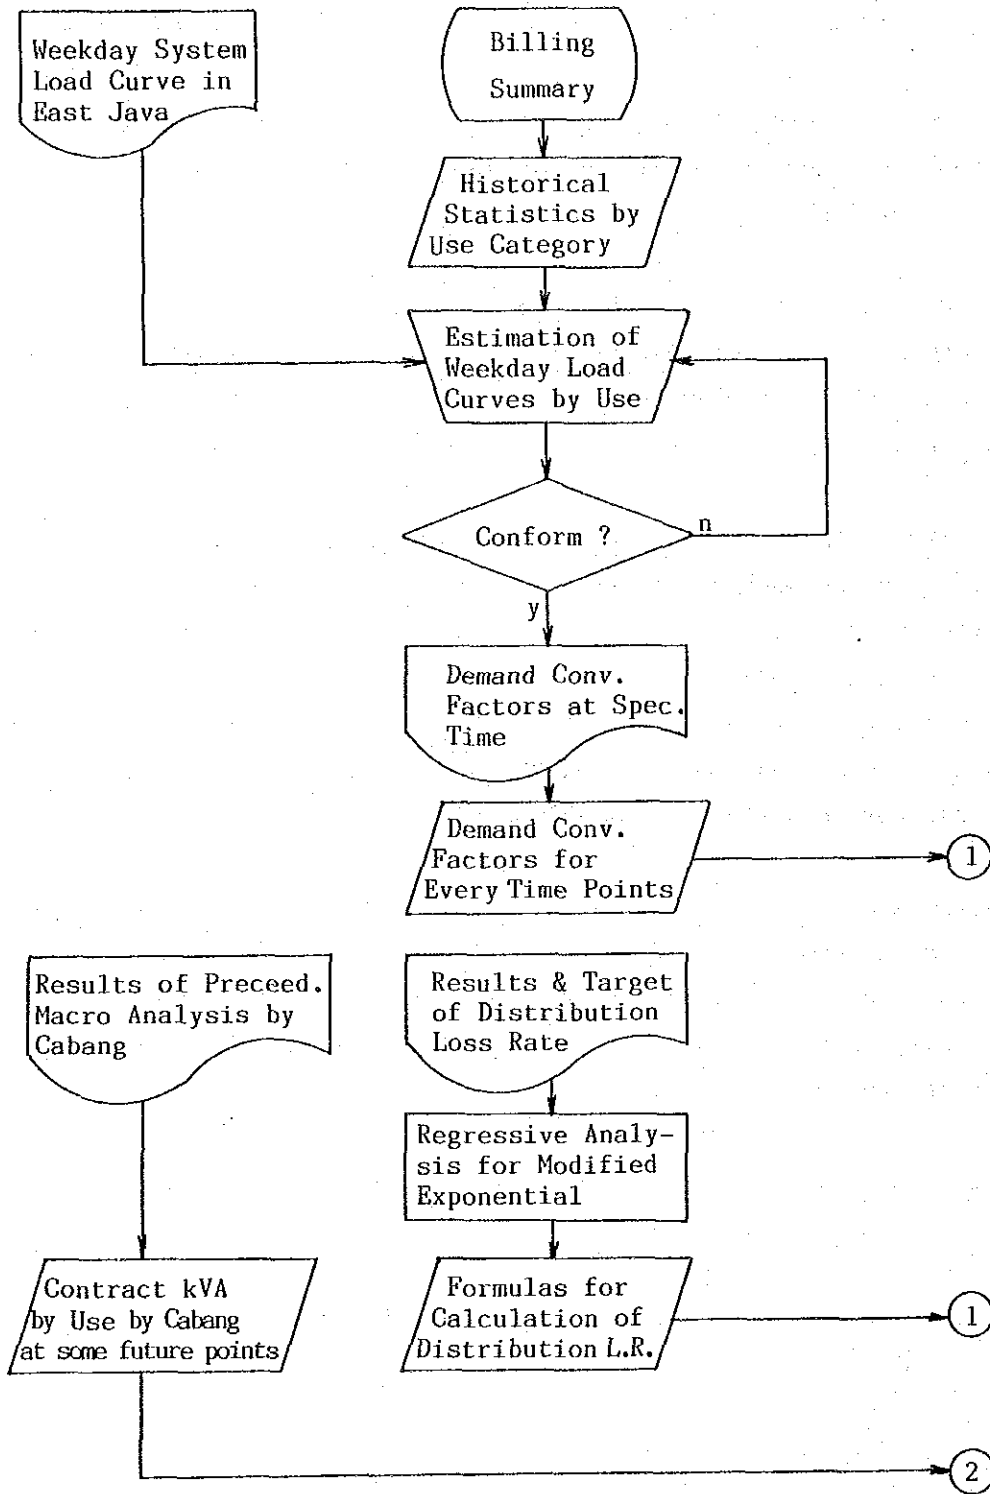 Weekday System
Load Curve in
East Java
Billing
Summary
Historical
Statistics by
Use Category
Estimation of
Weekday Load
Curves by Use
Conform ?
n
y
Demand Conv.
Factors at Spec.
Time
Demand Conv.
Factors for
Every Time Points
1
Results of Preceed.
Macro Analysis by
Cabang
Results & Target
of Distribution
Loss Rate
Regressive Analy-
sis for Modified
Exponential
Contract kVA
by Use by Cabang
at some future points
Formulas for
Calculation of
Distribution L.R.
1
2